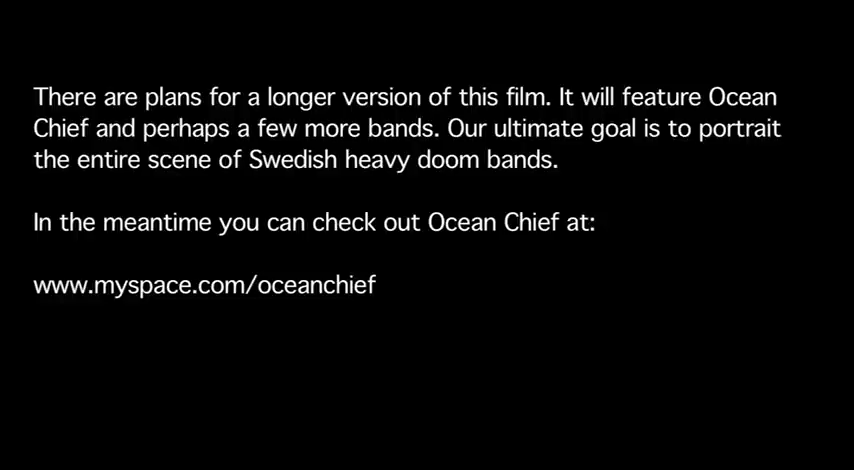 There are plans for a longer version of this film. It will feature Ocean
Chief and perhaps a few more bands. Our ultimate goal is to portrait
the entire scene of Swedish heavy doom bands.
In the meantime you can check out Ocean Chief at:
www.myspace.com/oceanchief